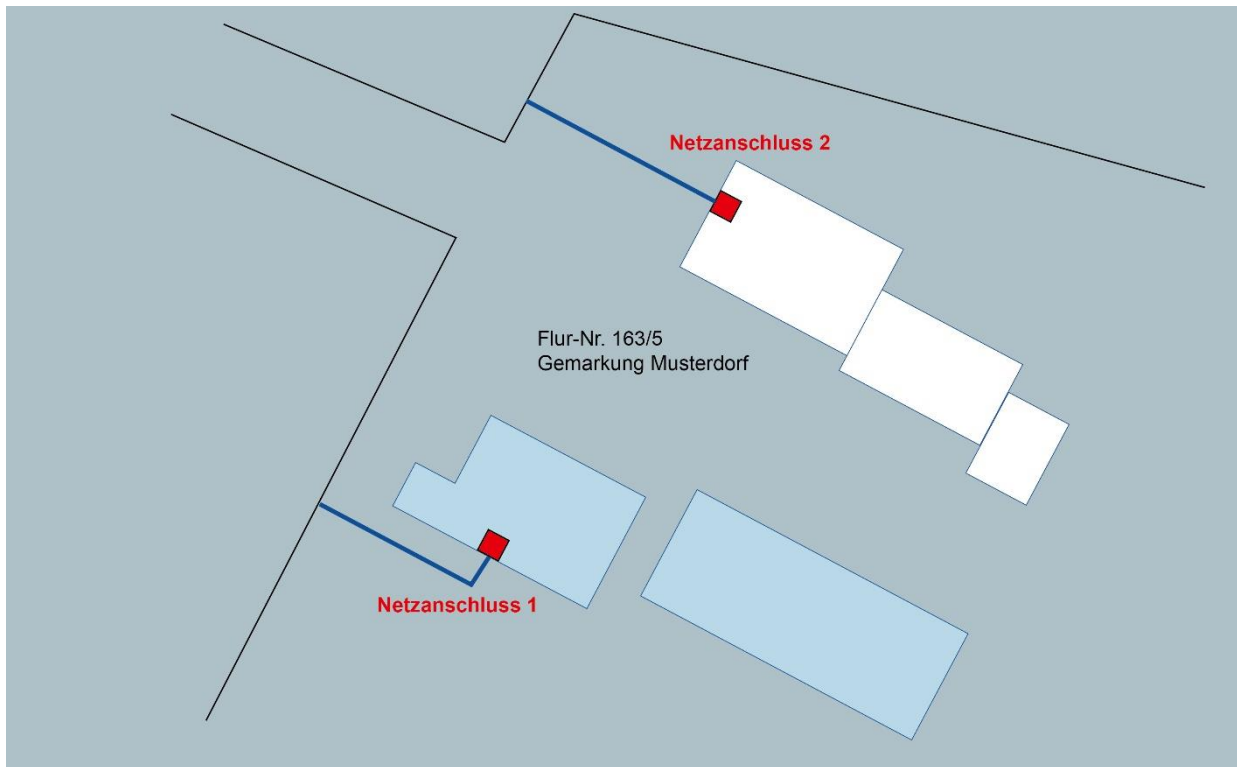 Netzanschluss 2
Flur-Nr. 163/5
Gemarkung Musterdorf
Netzanschluss 1